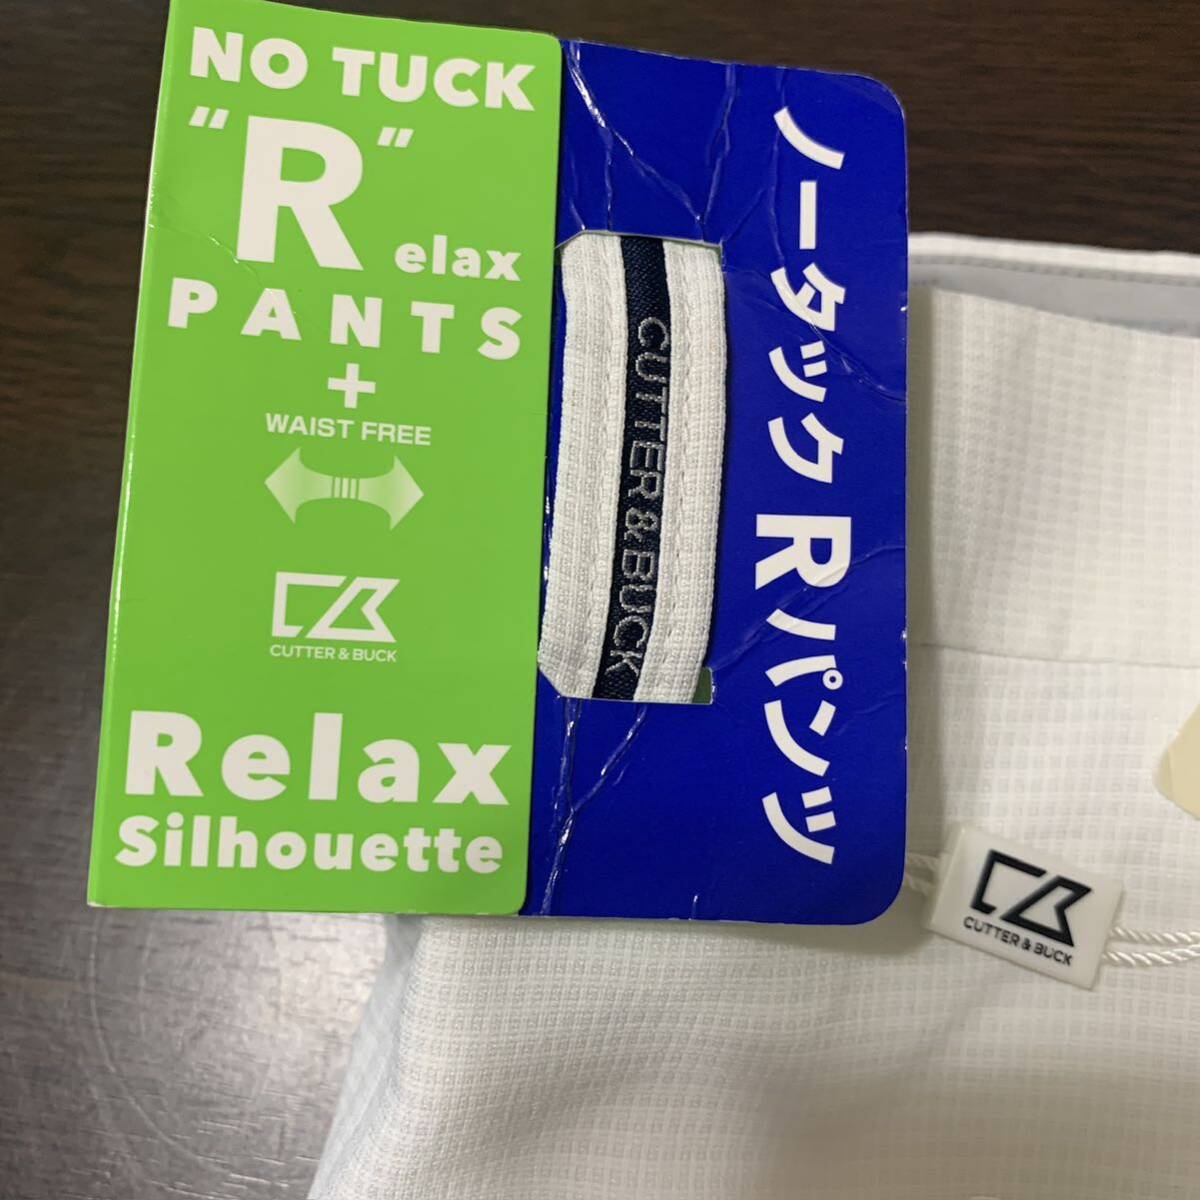 NO TUCK
"R"elax
PANTS
+
WAIST FREE
CUTTER & BUCK
Relax
Silhouette
CUTTER & BUCK
ノータック Rパンツ
CUTTER & BUCK